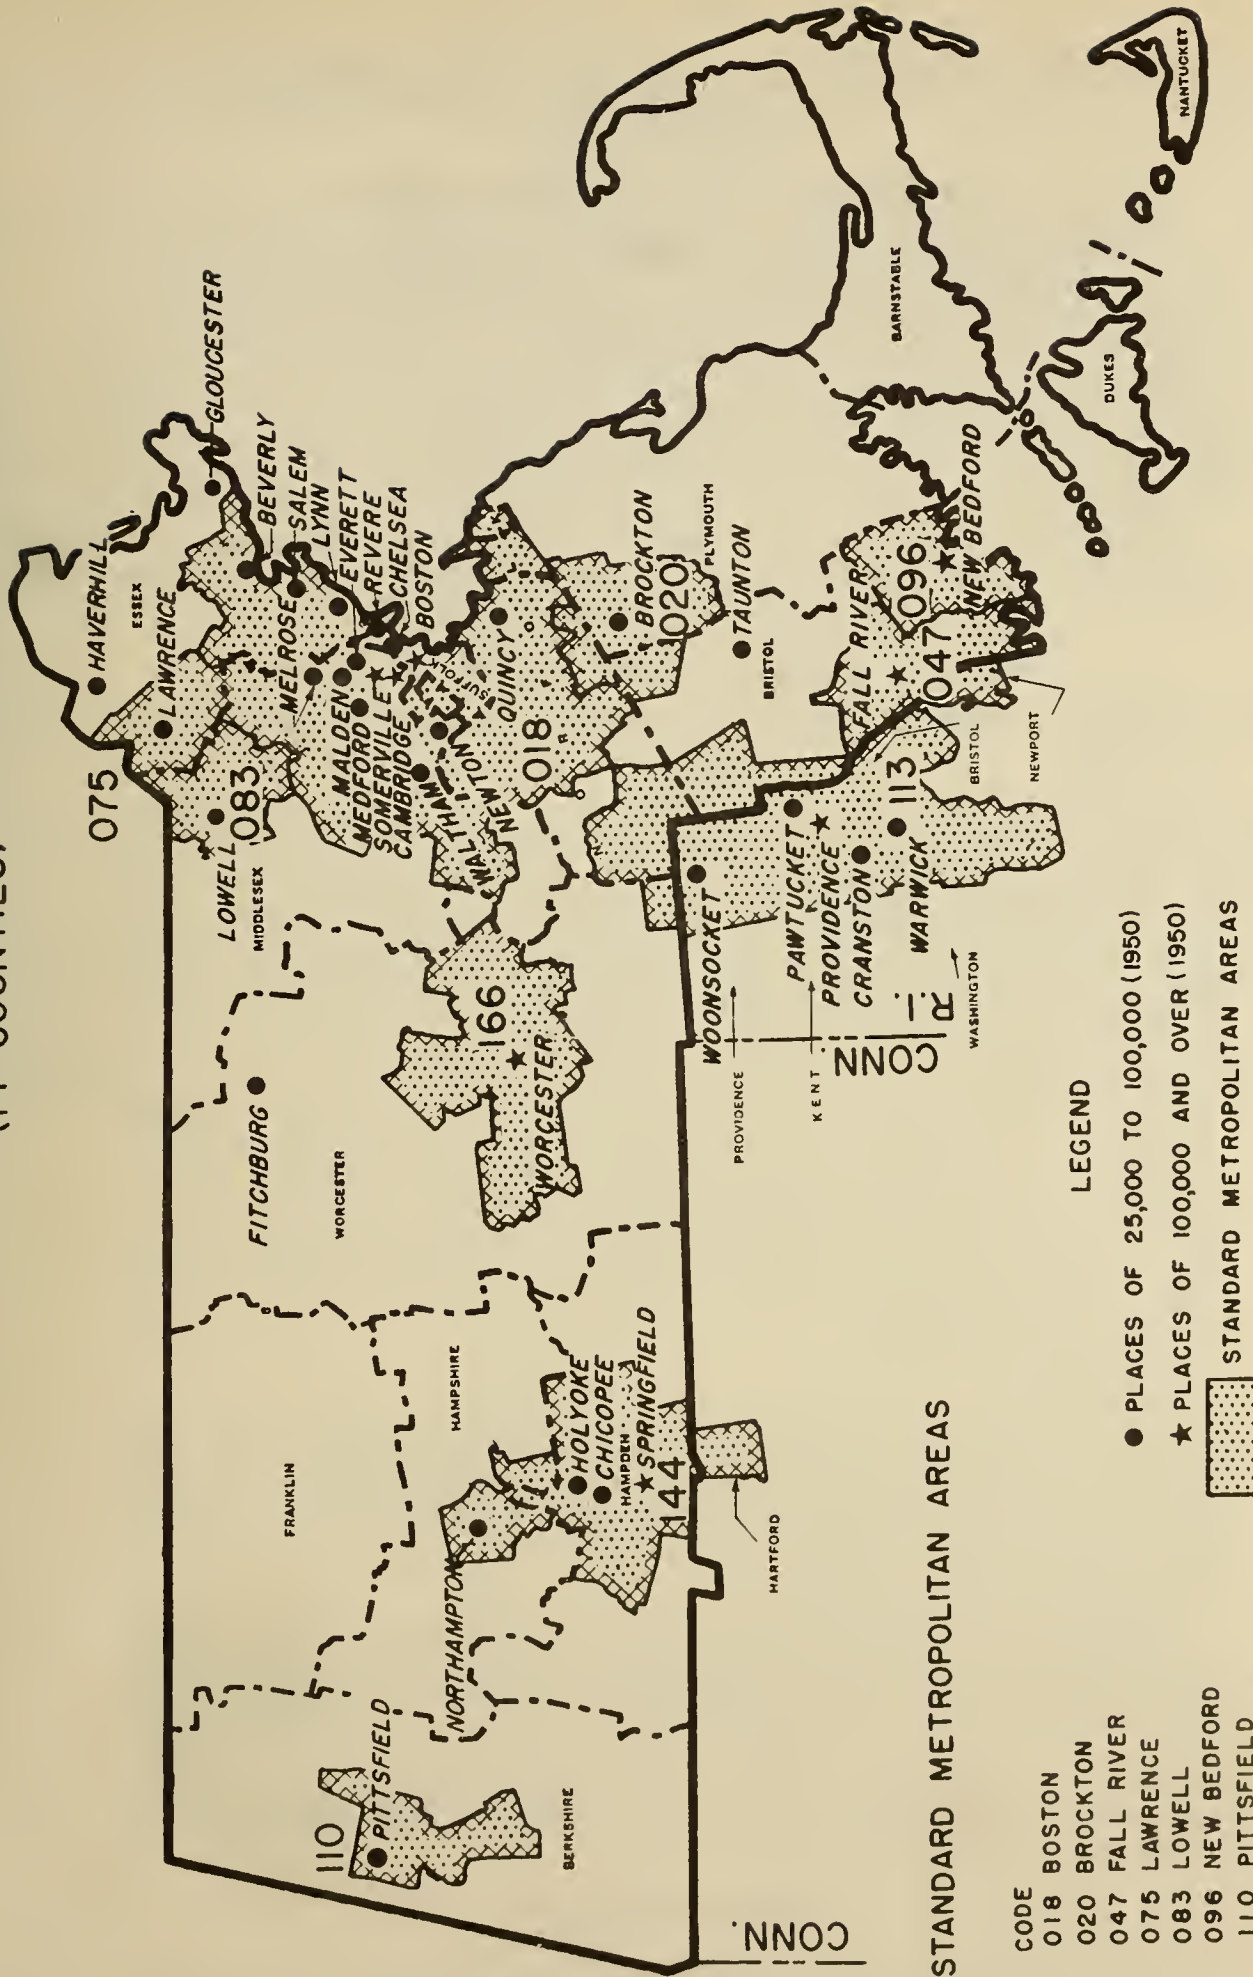 075
HAVERHILL
ESSEX
LAWRENCE
GLOUCESTER
BEVERLY
SALEM
LYNN
EVERETT
REVERE
CHELSEA
BOSTON
LOWELL
083
MIDDLESEX
MELROSE
MALDEN
MEDFORD
SOMERVILLE
CAMBRIDGE
WALTHAM
NEWTON
SUFFOLK
QUINCY
018
BROCKTON
020
PLYMOUTH
TAUNTON
BRISTOL
FALL RIVER
047
096
NEW BEDFORD
BARNSTABLE
DUKES
NANTUCKET
FITCHBURG
WORCESTER
166
WORCESTER
FRANKLIN
HAMPSHIRE
HOLYOKE
CHICOPEE
HAMPDEN
SPRINGFIELD
144
NORTHAMPTON
110
PITTSFIELD
BERKSHIRE
HARTFORD
CONN.
CONN.
R. I.
WOONSOCKET
PAWTUCKET
PROVIDENCE
CRANSTON
WARWICK
113
BRISTOL
NEWPORT
PROVIDENCE
KENT
WASHINGTON
STANDARD METROPOLITAN AREAS
CODE
018 BOSTON
020 BROCKTON
047 FALL RIVER
075 LAWRENCE
083 LOWELL
096 NEW BEDFORD
110 PITTSFIELD
LEGEND
PLACES OF 25,000 TO 100,000 (1950)
PLACES OF 100,000 AND OVER (1950)
STANDARD METROPOLITAN AREAS